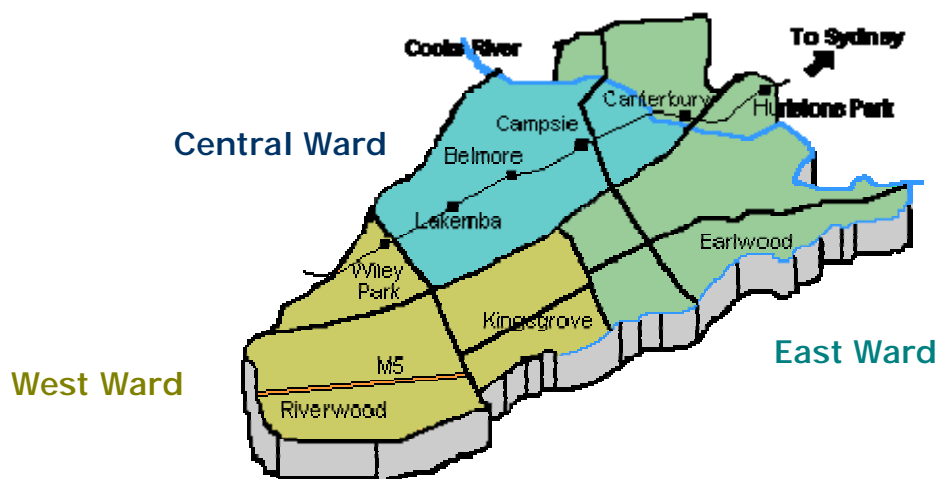 To Sydney
Cooks River
Canterbury
Hurlstone Park
Campsie
Central Ward
Belmore
Lakemba
Earlwood
Wiley
Park
Kingsgrove
East Ward
M5
West Ward
Riverwood